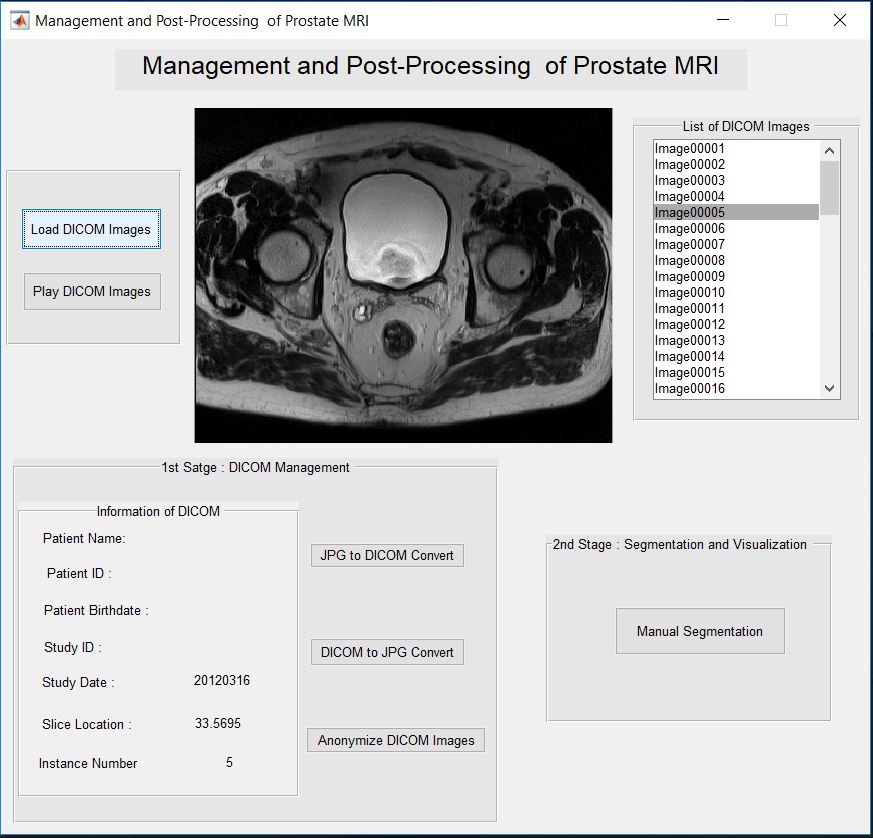 Management and Post-Processing  of Prostate MRI
Management and Post-Processing  of Prostate MRI
Load DICOM Images
Play DICOM Images
List of DICOM Images
Image00001
Image00002
Image00003
Image00004
Image00005
Image00006
Image00007
Image00008
Image00009
Image00010
Image00011
Image00012
Image00013
Image00014
Image00015
Image00016
1st Satge : DICOM Management
Information of DICOM
Patient Name:
Patient ID :
Patient Birthdate :
Study ID :
Study Date : 20120316
Slice Location : 33.5695
Instance Number 5
JPG to DICOM Convert
DICOM to JPG Convert
Anonymize DICOM Images
2nd Stage : Segmentation and Visualization
Manual Segmentation